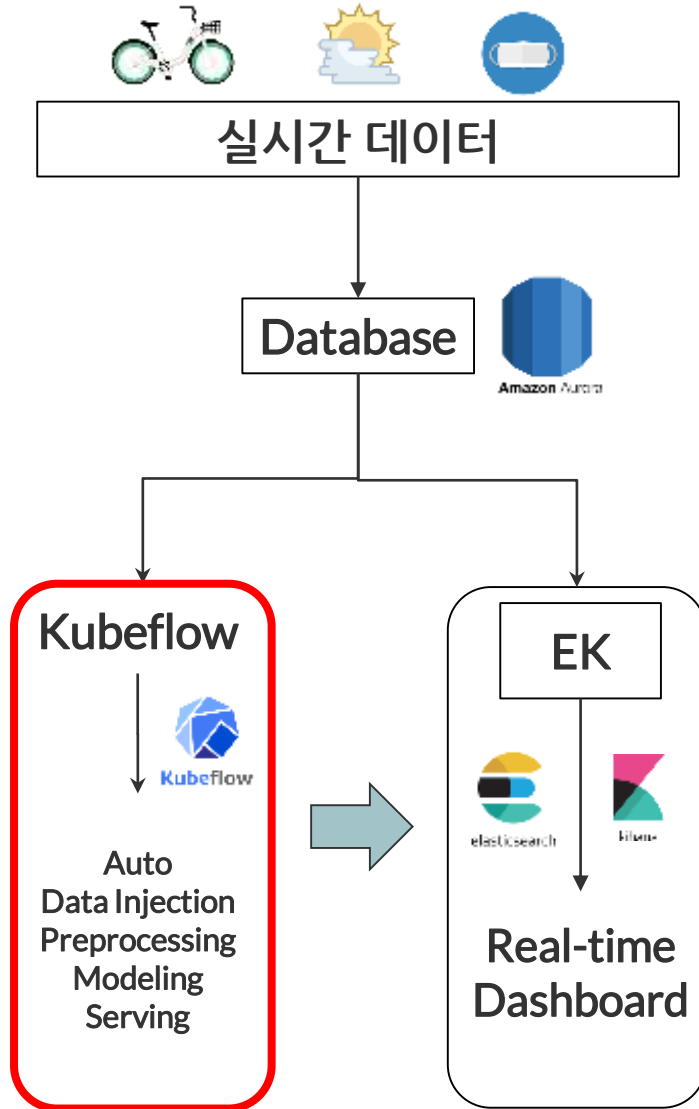 실시간 데이터
Database
Amazon Aurora
Kubeflow
EK
Kubeflow
elasticsearch
kibana
Auto
Data Injection
Preprocessing
Modeling
Serving
Real-time
Dashboard